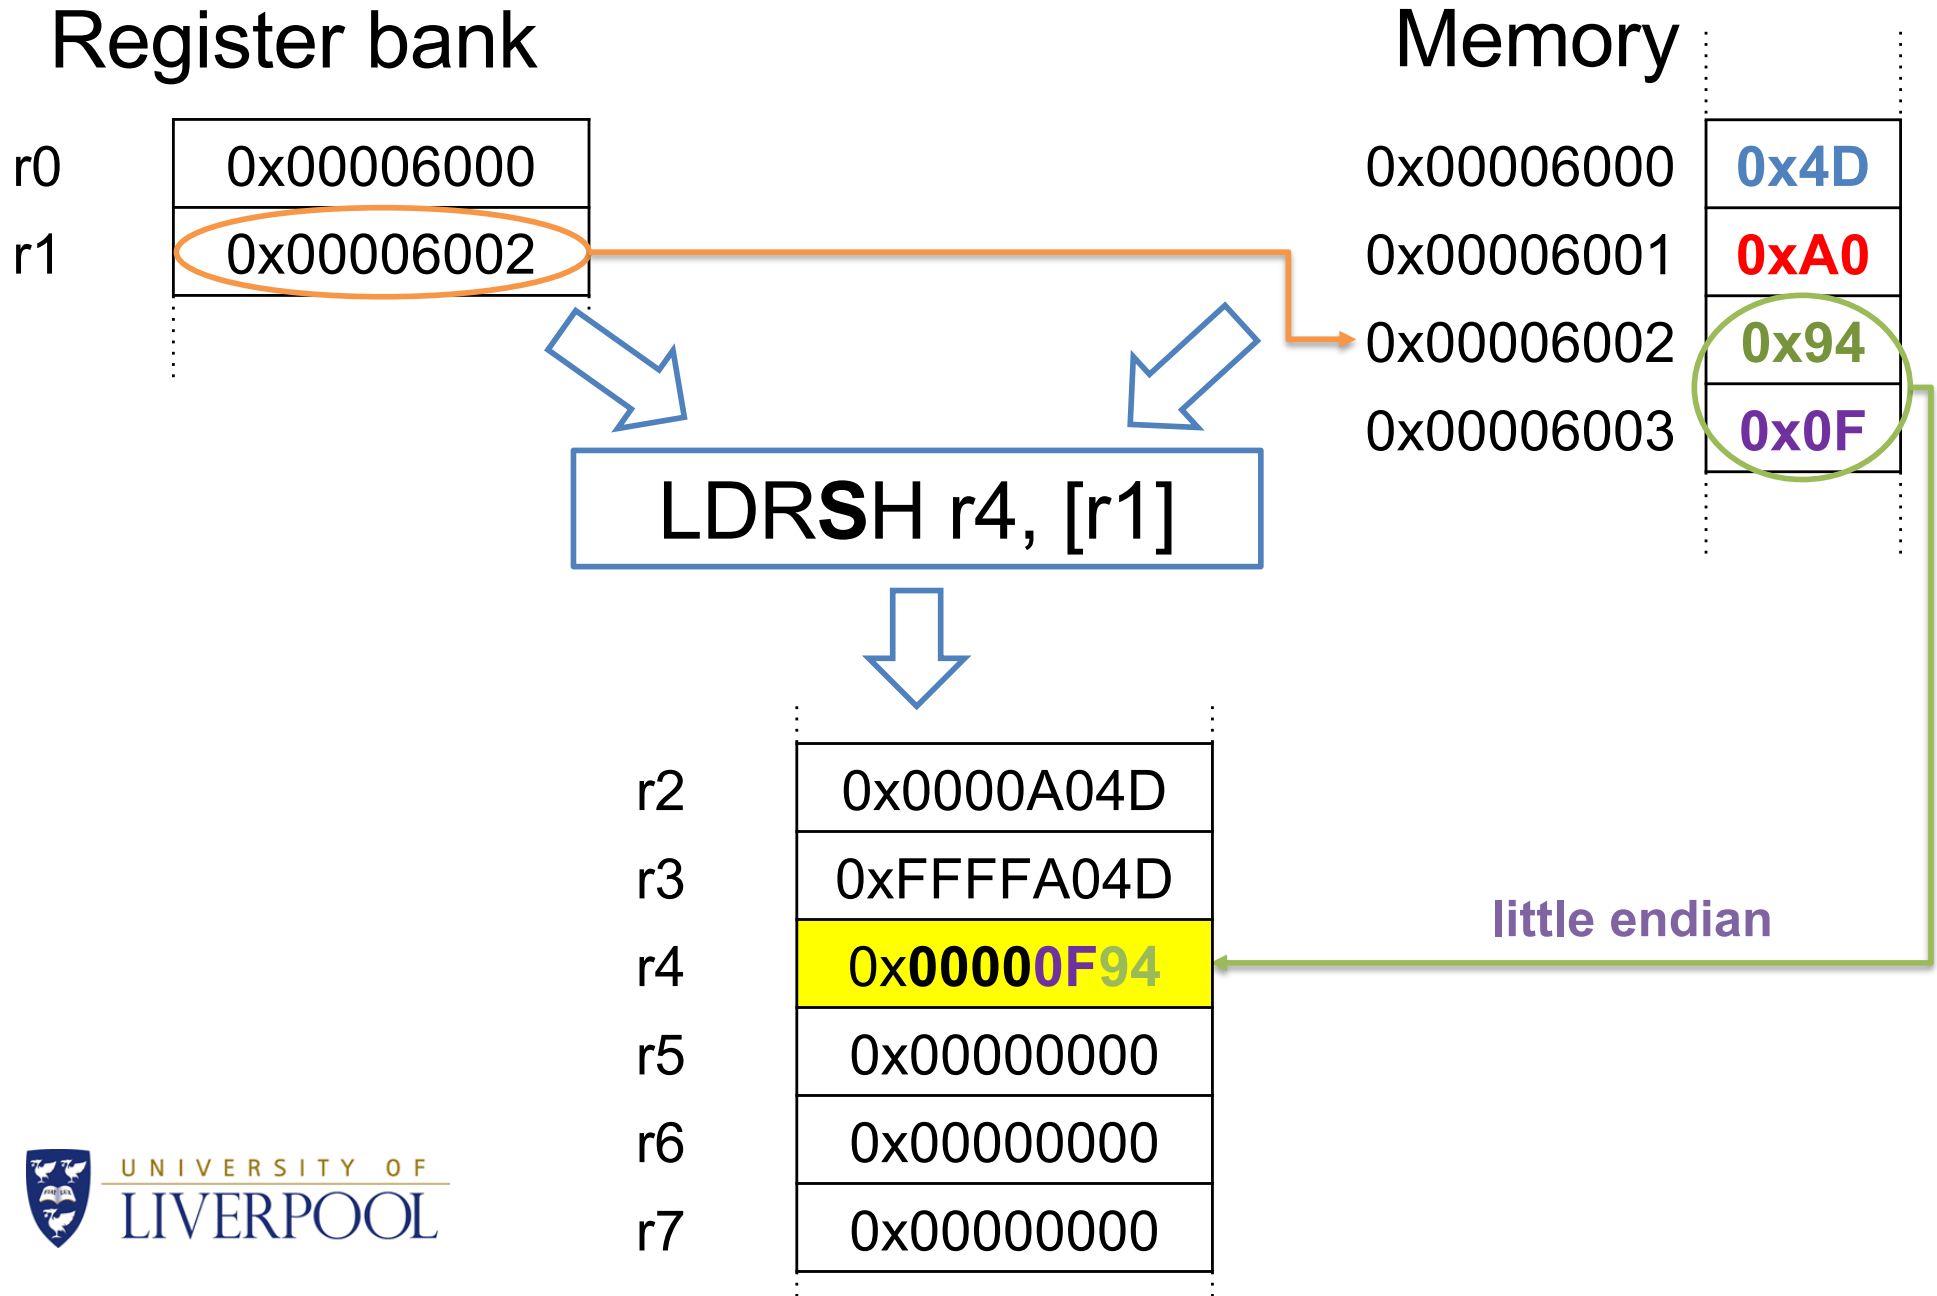 Register bank
Memory
r0 0x00006000
r1 0x00006002
0x00006000 0x4D
0x00006001 0xA0
0x00006002 0x94
0x00006003 0x0F
LDRSH r4, [r1]
r2 0x0000A04D
r3 0xFFFFA04D
r4 0x00000F94
little endian
r5 0x00000000
r6 0x00000000
r7 0x00000000
UNIVERSITY OF
LIVERPOOL